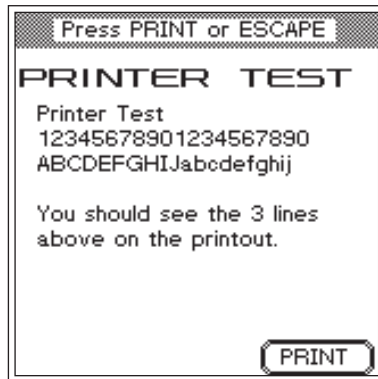 Press PRINT or ESCAPE
PRINTER TEST
Printer Test
12345678901234567890
ABCDEFGHIJabcdefghij
You should see the 3 lines
above on the printout.
PRINT